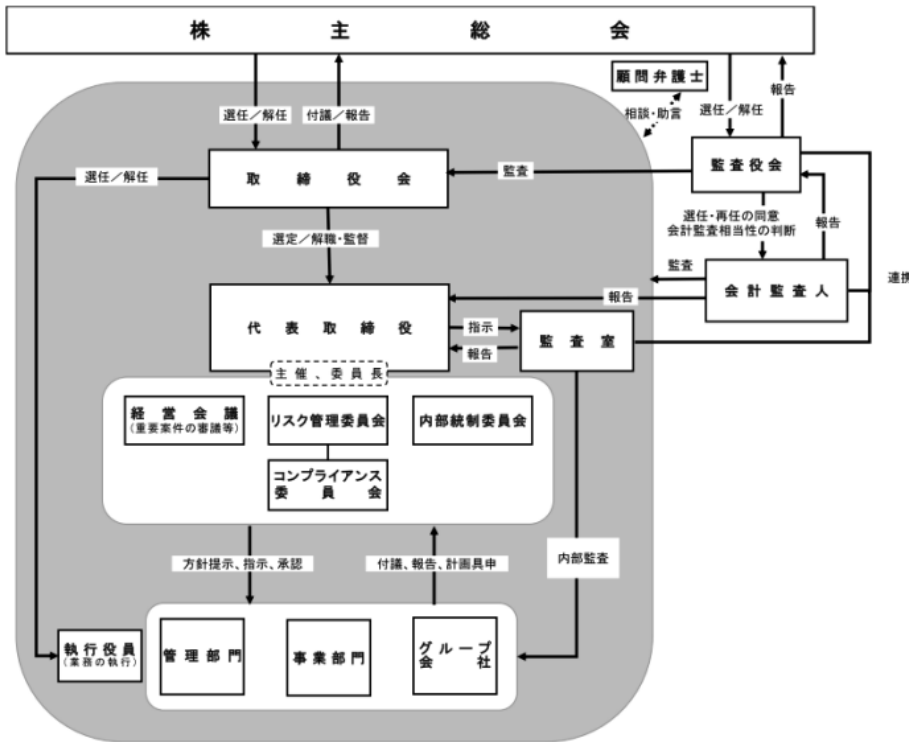 株主総会
顧問弁護士
報告
選任／解任
付議／報告
相談・助言
選任／解任
選任／解任
取締役会
監査
監査役会
選任・再任の同意
会計監査相当性の判断
報告
選定／解職・監督
監査
会計監査人
連携
報告
代表取締役
指示
報告
監査室
主催、委員長
経営会議
(重要案件の審議等)
リスク管理委員会
内部統制委員会
コンプライアンス
委員会
方針提示、指示、承認
付議、報告、計画具申
内部監査
執行役員
(業務の執行)
管理部門
事業部門
グループ
会社